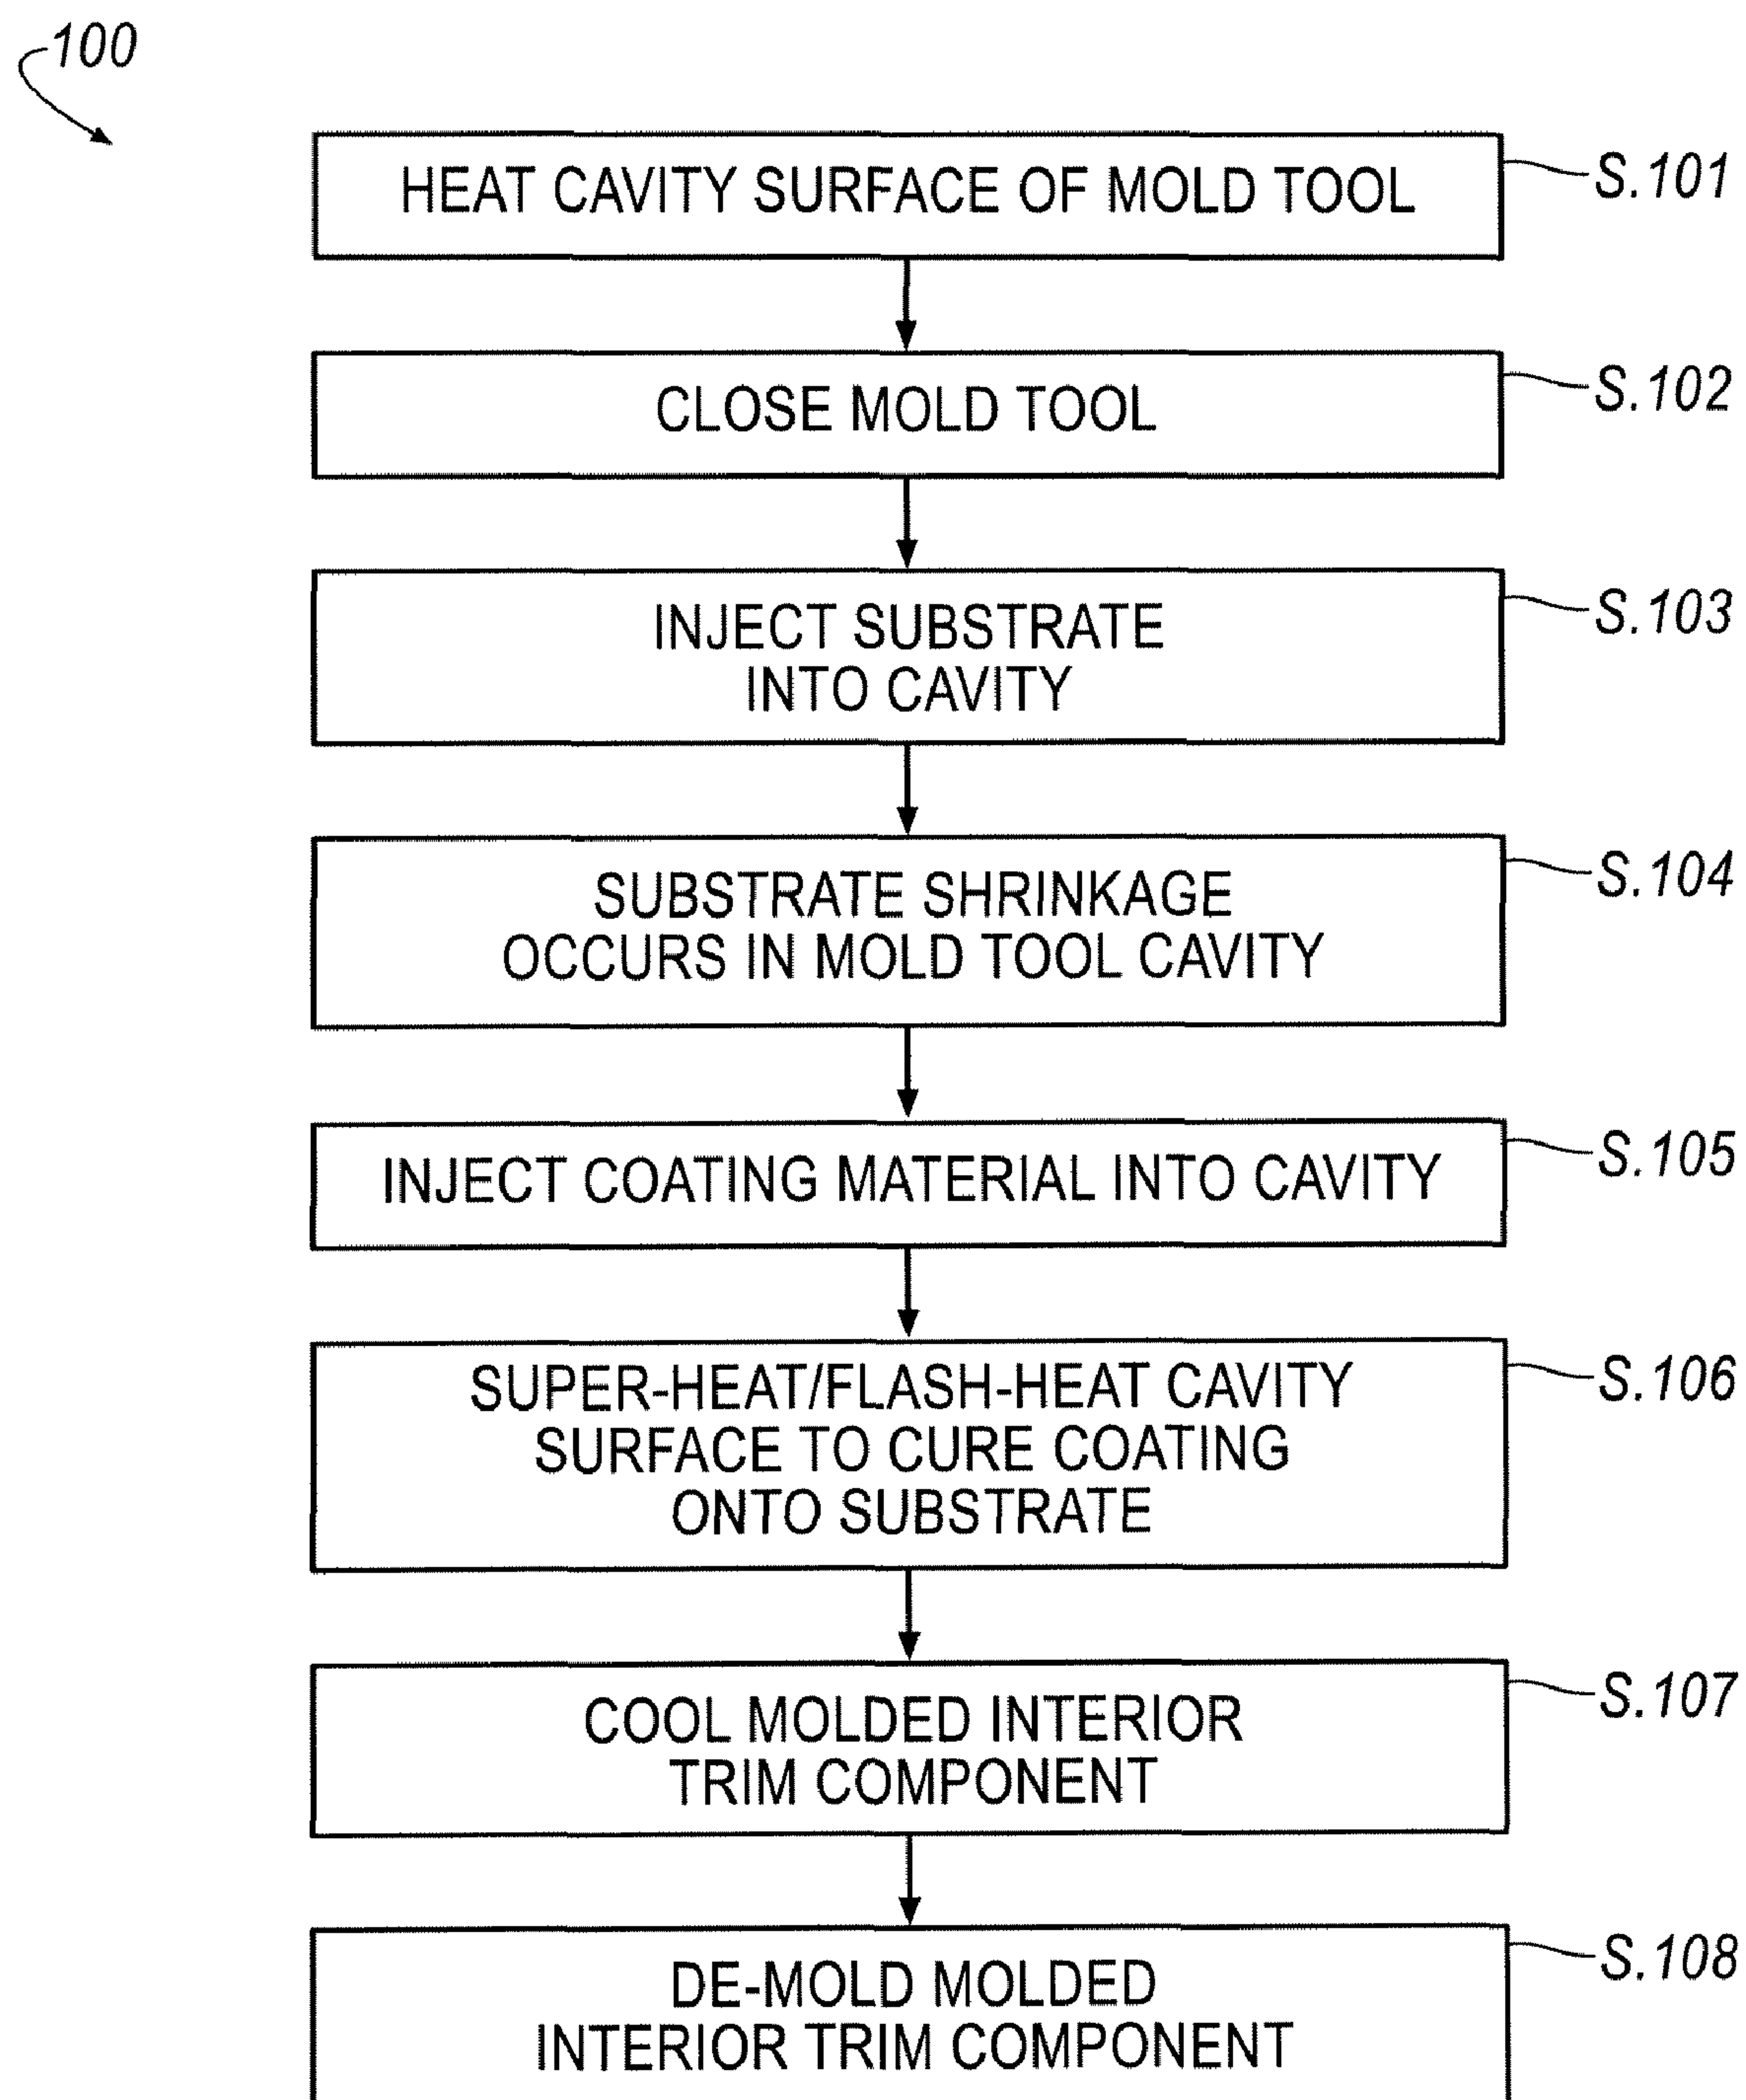 100
HEAT CAVITY SURFACE OF MOLD TOOL
S.101
CLOSE MOLD TOOL
S.102
INJECT SUBSTRATE
INTO CAVITY
S.103
SUBSTRATE SHRINKAGE
OCCURS IN MOLD TOOL CAVITY
S.104
INJECT COATING MATERIAL INTO CAVITY
S.105
SUPER-HEAT/FLASH-HEAT CAVITY
SURFACE TO CURE COATING
ONTO SUBSTRATE
S.106
COOL MOLDED INTERIOR
TRIM COMPONENT
S.107
DE-MOLD MOLDED
INTERIOR TRIM COMPONENT
S.108